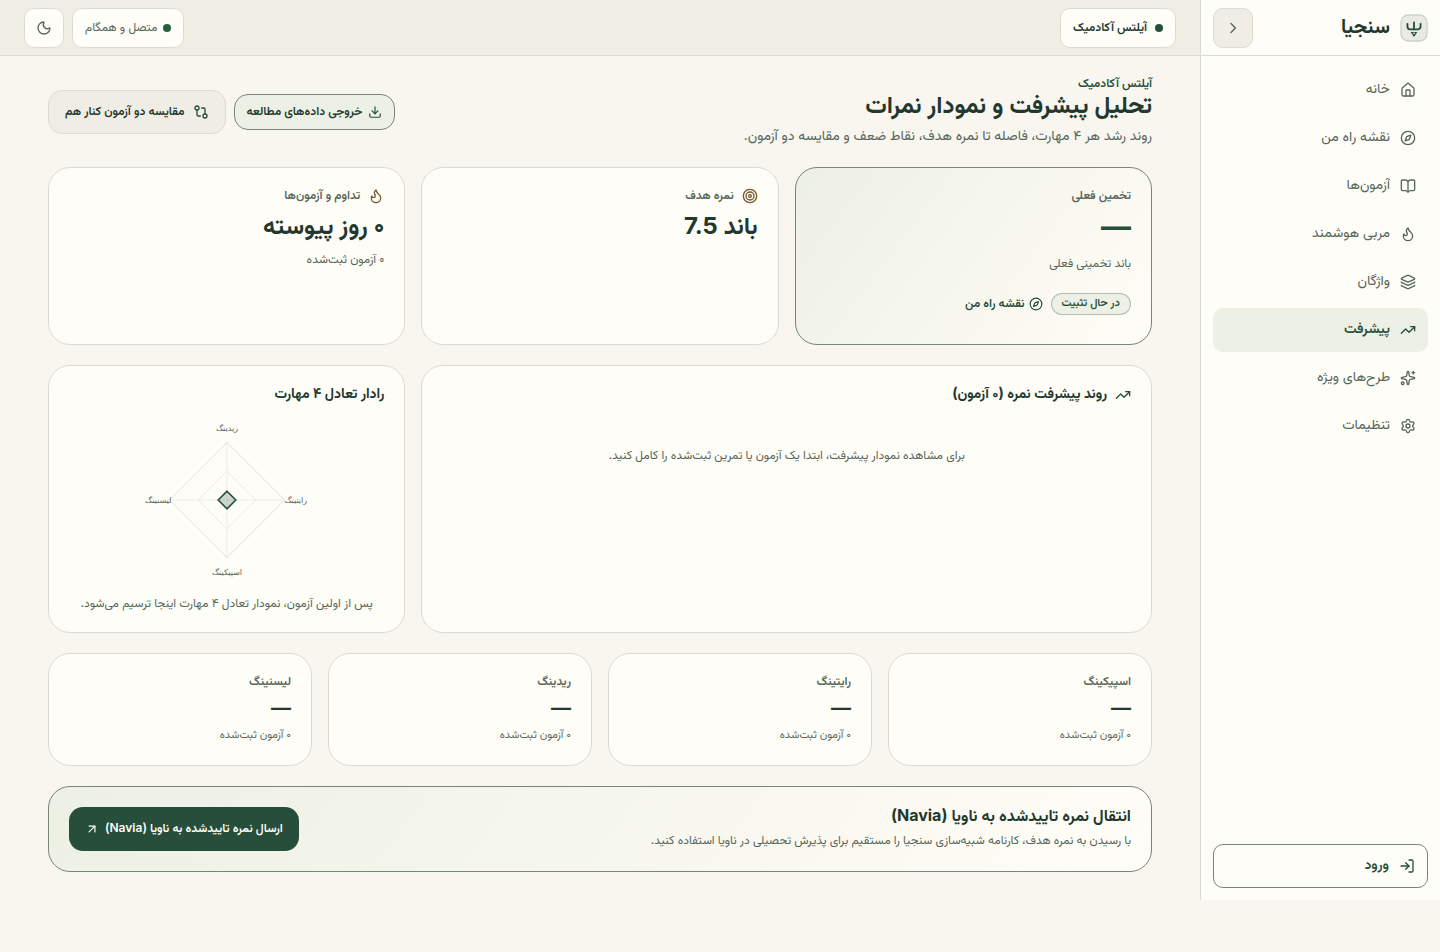 سنجیا
آیلتس آکادمیک
متصل و همگام
خانه
نقشه راه من
آزمون‌ها
مربی هوشمند
واژگان
پیشرفت
طرح‌های ویژه
تنظیمات
ورود
آیلتس آکادمیک
تحلیل پیشرفت و نمودار نمرات
روند رشد هر ۴ مهارت، فاصله تا نمره هدف، نقاط ضعف و مقایسه دو آزمون.
خروجی داده‌های مطالعه
مقایسه دو آزمون کنار هم
تخمین فعلی
—
باند تخمینی فعلی
در حال تثبیت
نقشه راه من
نمره هدف
باند 7.5
تداوم و آزمون‌ها
۰ روز پیوسته
۰ آزمون ثبت‌شده
روند پیشرفت نمره (۰ آزمون)
برای مشاهده نمودار پیشرفت، ابتدا یک آزمون یا تمرین ثبت‌شده را کامل کنید.
رادار تعادل ۴ مهارت
ریدینگ
رایتینگ
لیسنینگ
اسپیکینگ
پس از اولین آزمون، نمودار تعادل ۴ مهارت اینجا ترسیم می‌شود.
اسپیکینگ
—
۰ آزمون ثبت‌شده
رایتینگ
—
۰ آزمون ثبت‌شده
ریدینگ
—
۰ آزمون ثبت‌شده
لیسنینگ
—
۰ آزمون ثبت‌شده
انتقال نمره تاییدشده به ناویا (Navia)
با رسیدن به نمره هدف، کارنامه شبیه‌سازی سنجیا را مستقیم برای پذیرش تحصیلی در ناویا استفاده کنید.
ارسال نمره تاییدشده به ناویا (Navia)